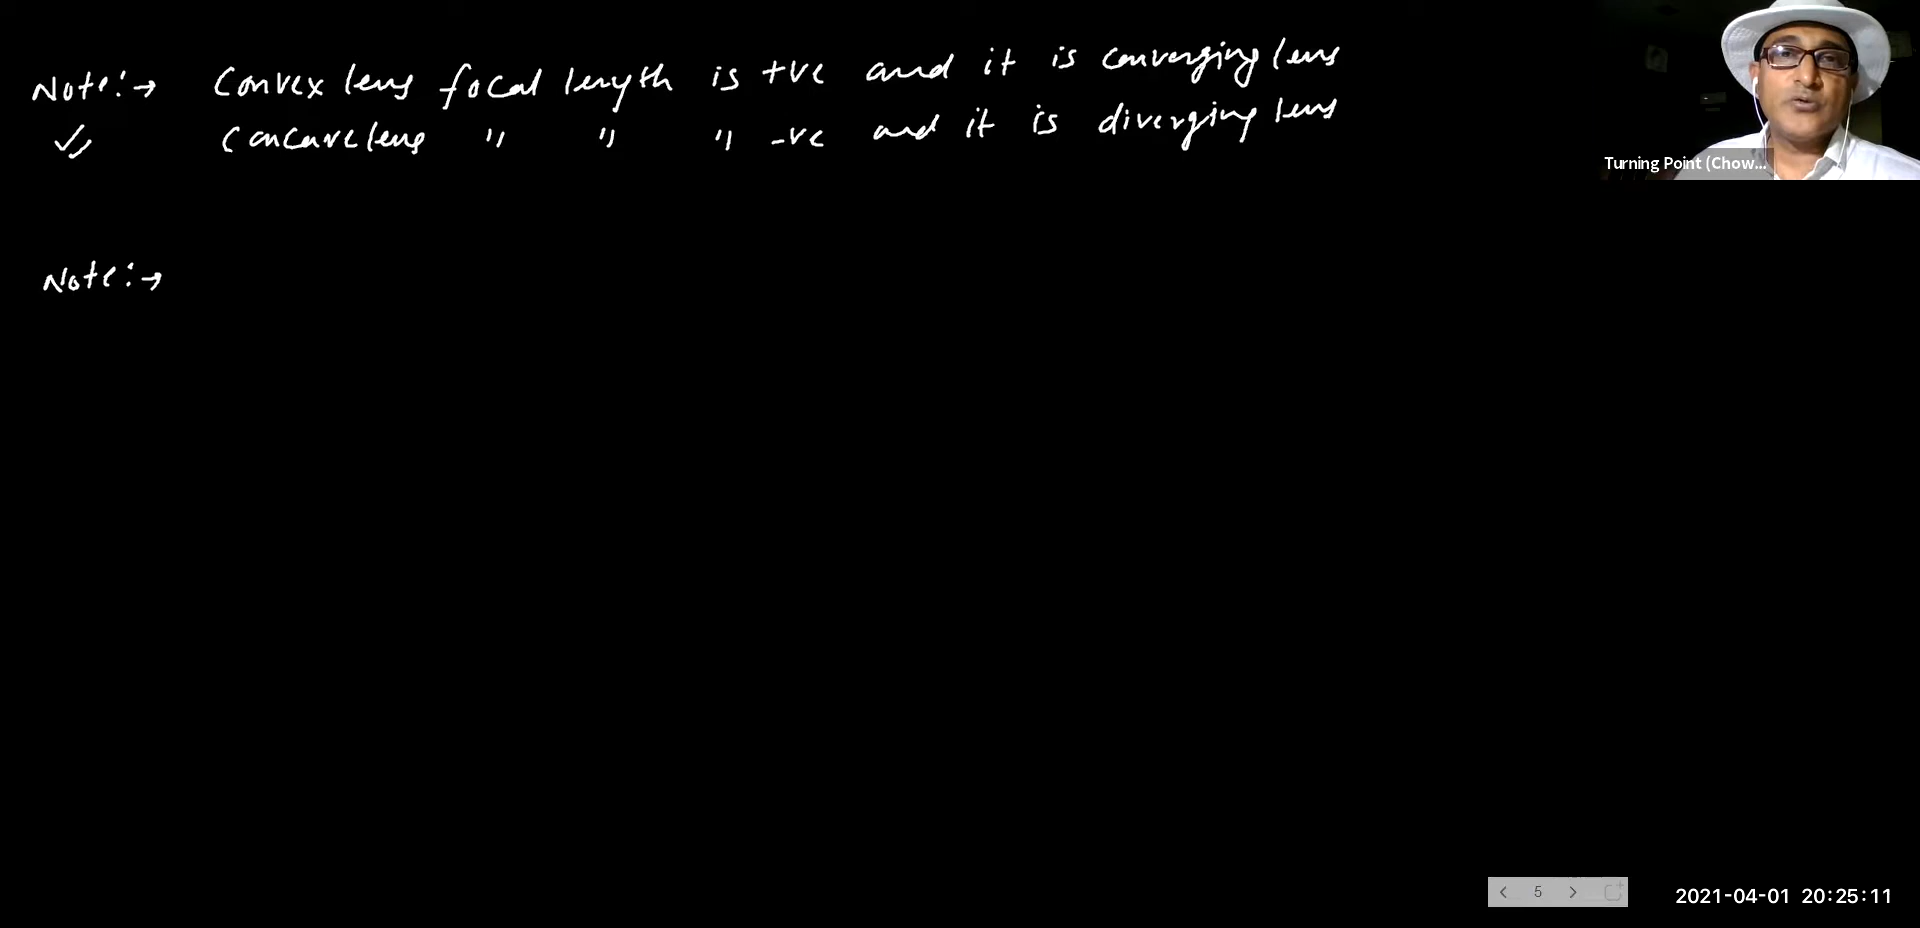 Note:→ Convex lens focal length is +ve and it is converging lens
Concave lens " " " -ve and it is diverging lens
Turning Point (Chow...
Note:→
5
2021-04-01 20:25:11